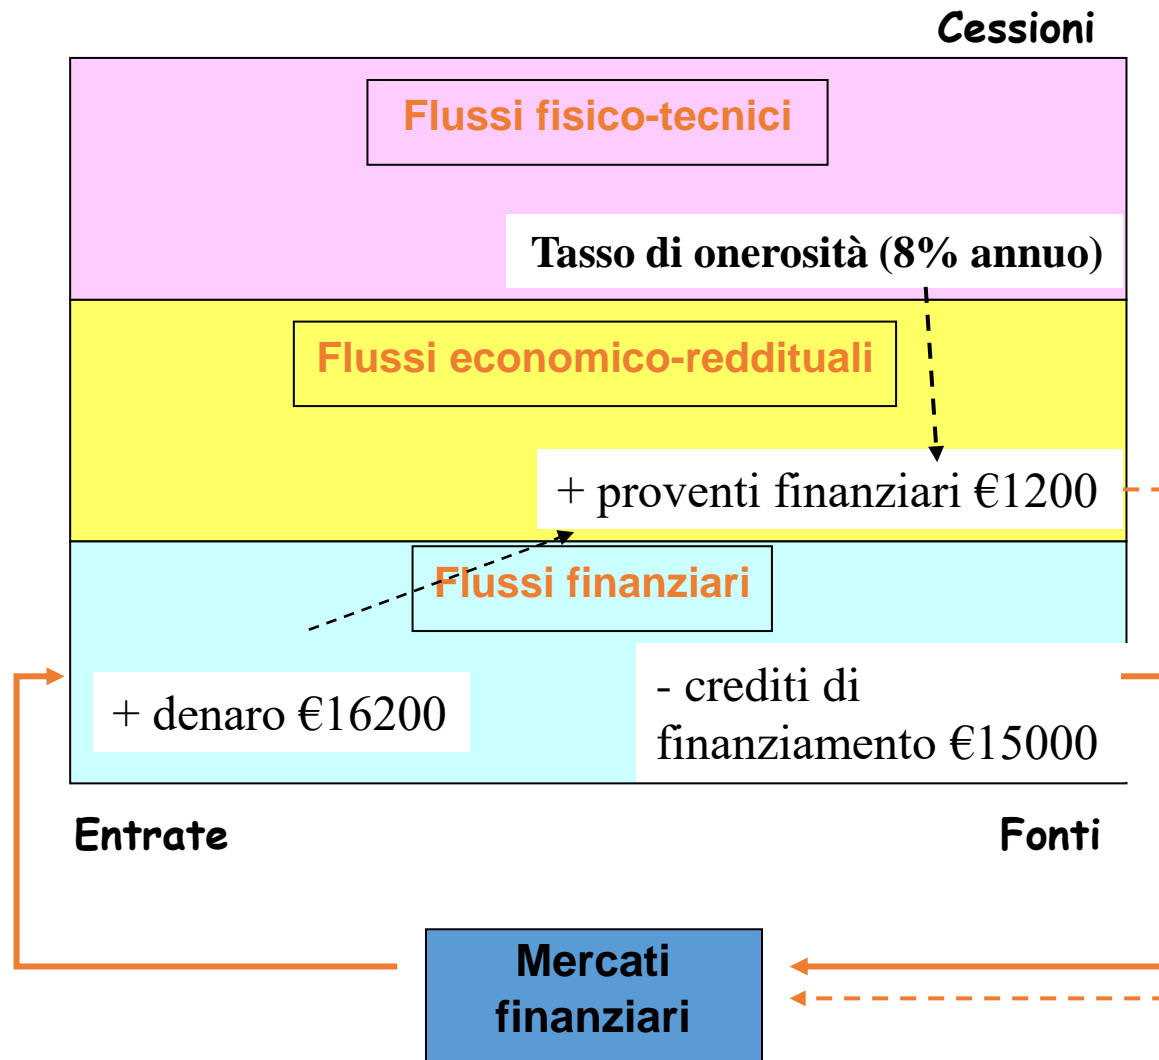 Cessioni
Flussi fisico-tecnici
Tasso di onerosità (8% annuo)
Flussi economico-reddituali
+ proventi finanziari €1200
Flussi finanziari
+ denaro €16200
- crediti di
finanziamento €15000
Entrate
Fonti
Mercati
finanziari